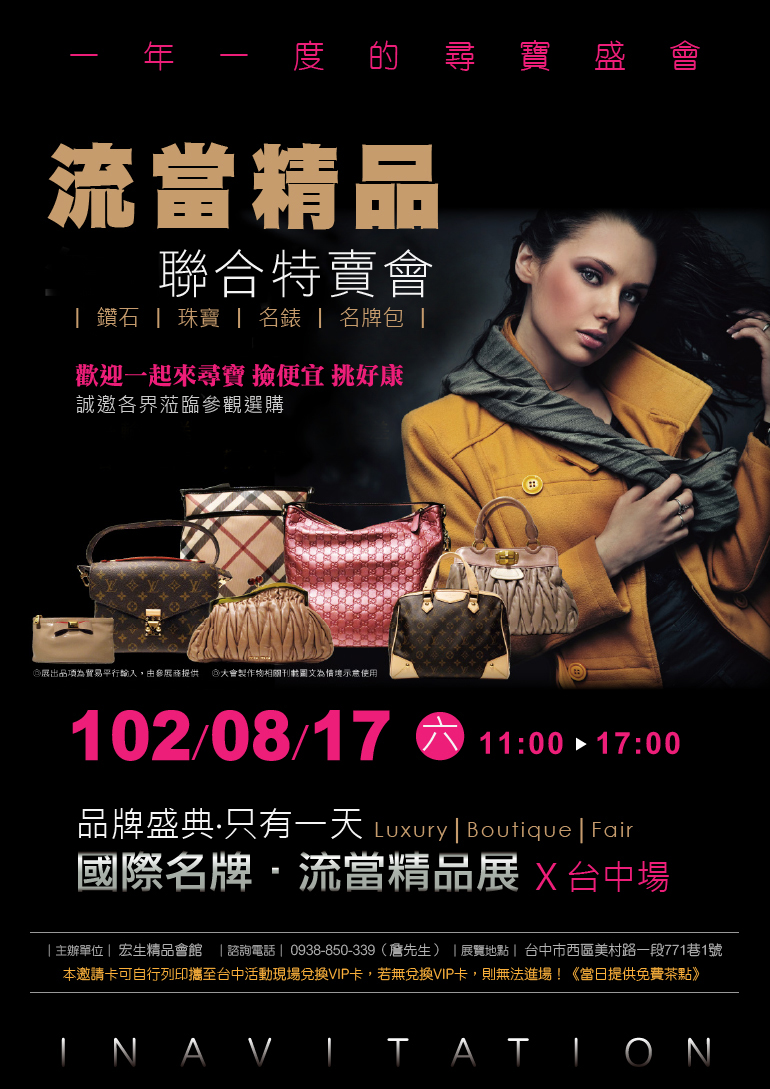 一年一度的尋寶盛會
流當精品
聯合特賣會
| 鑽石 | 珠寶 | 名錶 | 名牌包 |
歡迎一起來尋寶 撿便宜 挑好康
誠邀各界蒞臨參觀選購
展出品項為貿易平行輸入，由參展商提供 大會製作物相關刊載圖文為情境示意使用
102/08/17 六 11:00 ▶ 17:00
品牌盛典·只有一天 Luxury|Boutique|Fair
國際名牌．流當精品展 X 台中場
|主辦單位| 宏生精品會館 |諮詢電話| 0938-850-339（詹先生） |展覽地點| 台中市西區美村路一段771巷1號
本邀請卡可自行列印攜至台中活動現場兌換VIP卡，若無兌換VIP卡，則無法進場！《當日提供免費茶點》
INAVITATION